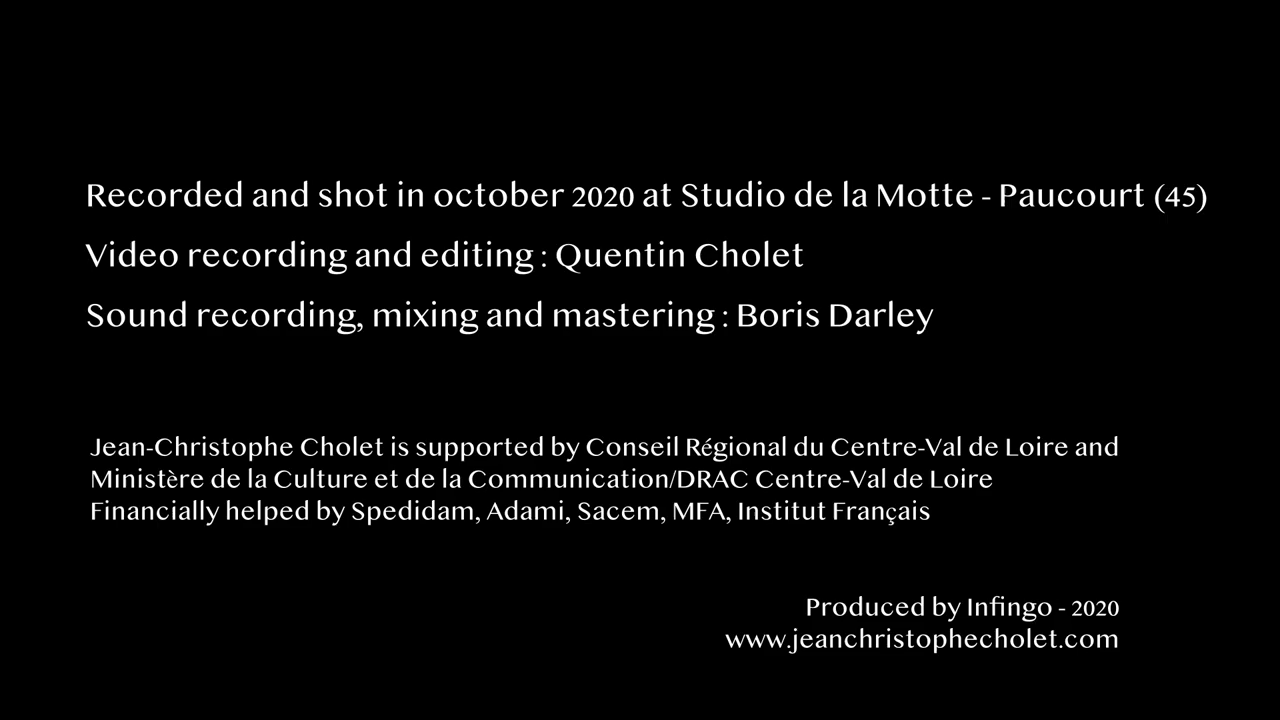 Recorded and shot in october 2020 at Studio de la Motte - Paucourt (45)
Video recording and editing : Quentin Cholet
Sound recording, mixing and mastering : Boris Darley
Jean-Christophe Cholet is supported by Conseil Régional du Centre-Val de Loire and
Ministère de la Culture et de la Communication/DRAC Centre-Val de Loire
Financially helped by Spedidam, Adami, Sacem, MFA, Institut Français
Produced by Infingo - 2020
www.jeanchristophecholet.com